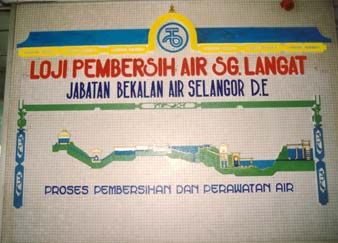 LOJI PEMBERSIH AIR SG. LANGAT
JABATAN BEKALAN AIR SELANGOR D.E
PROSES PEMBERSIHAN DAN PERAWATAN AIR